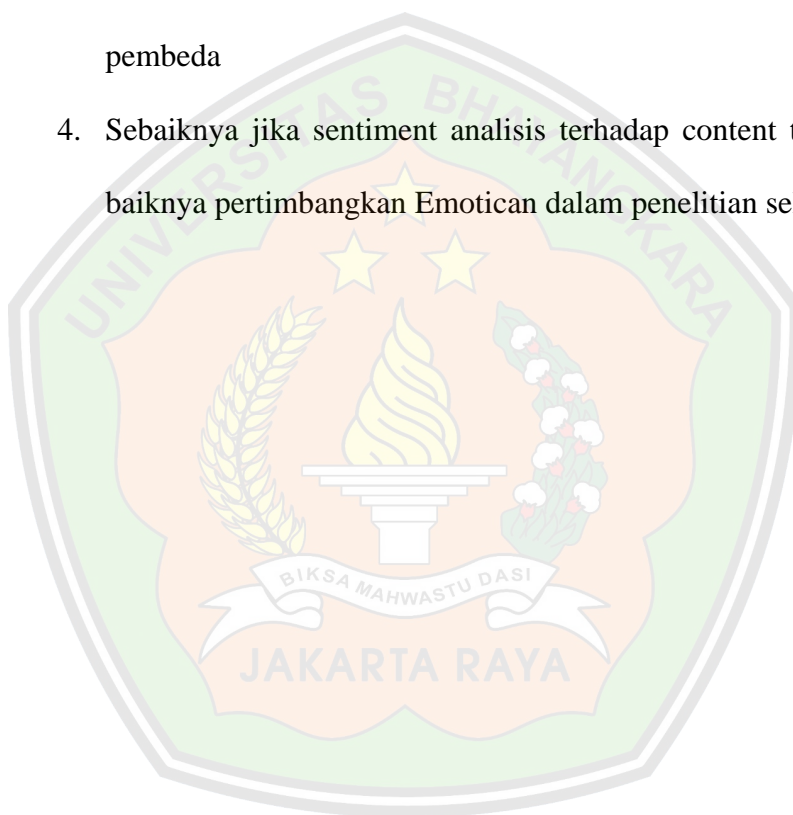 pembeda
4. Sebaiknya jika sentiment analisis terhadap content
baiknya pertimbangkan Emotican dalam penelitian
UNIVERSITAS BHAYANGKARA
BIKSA MAHWASTU DASI
JAKARTA RAYA